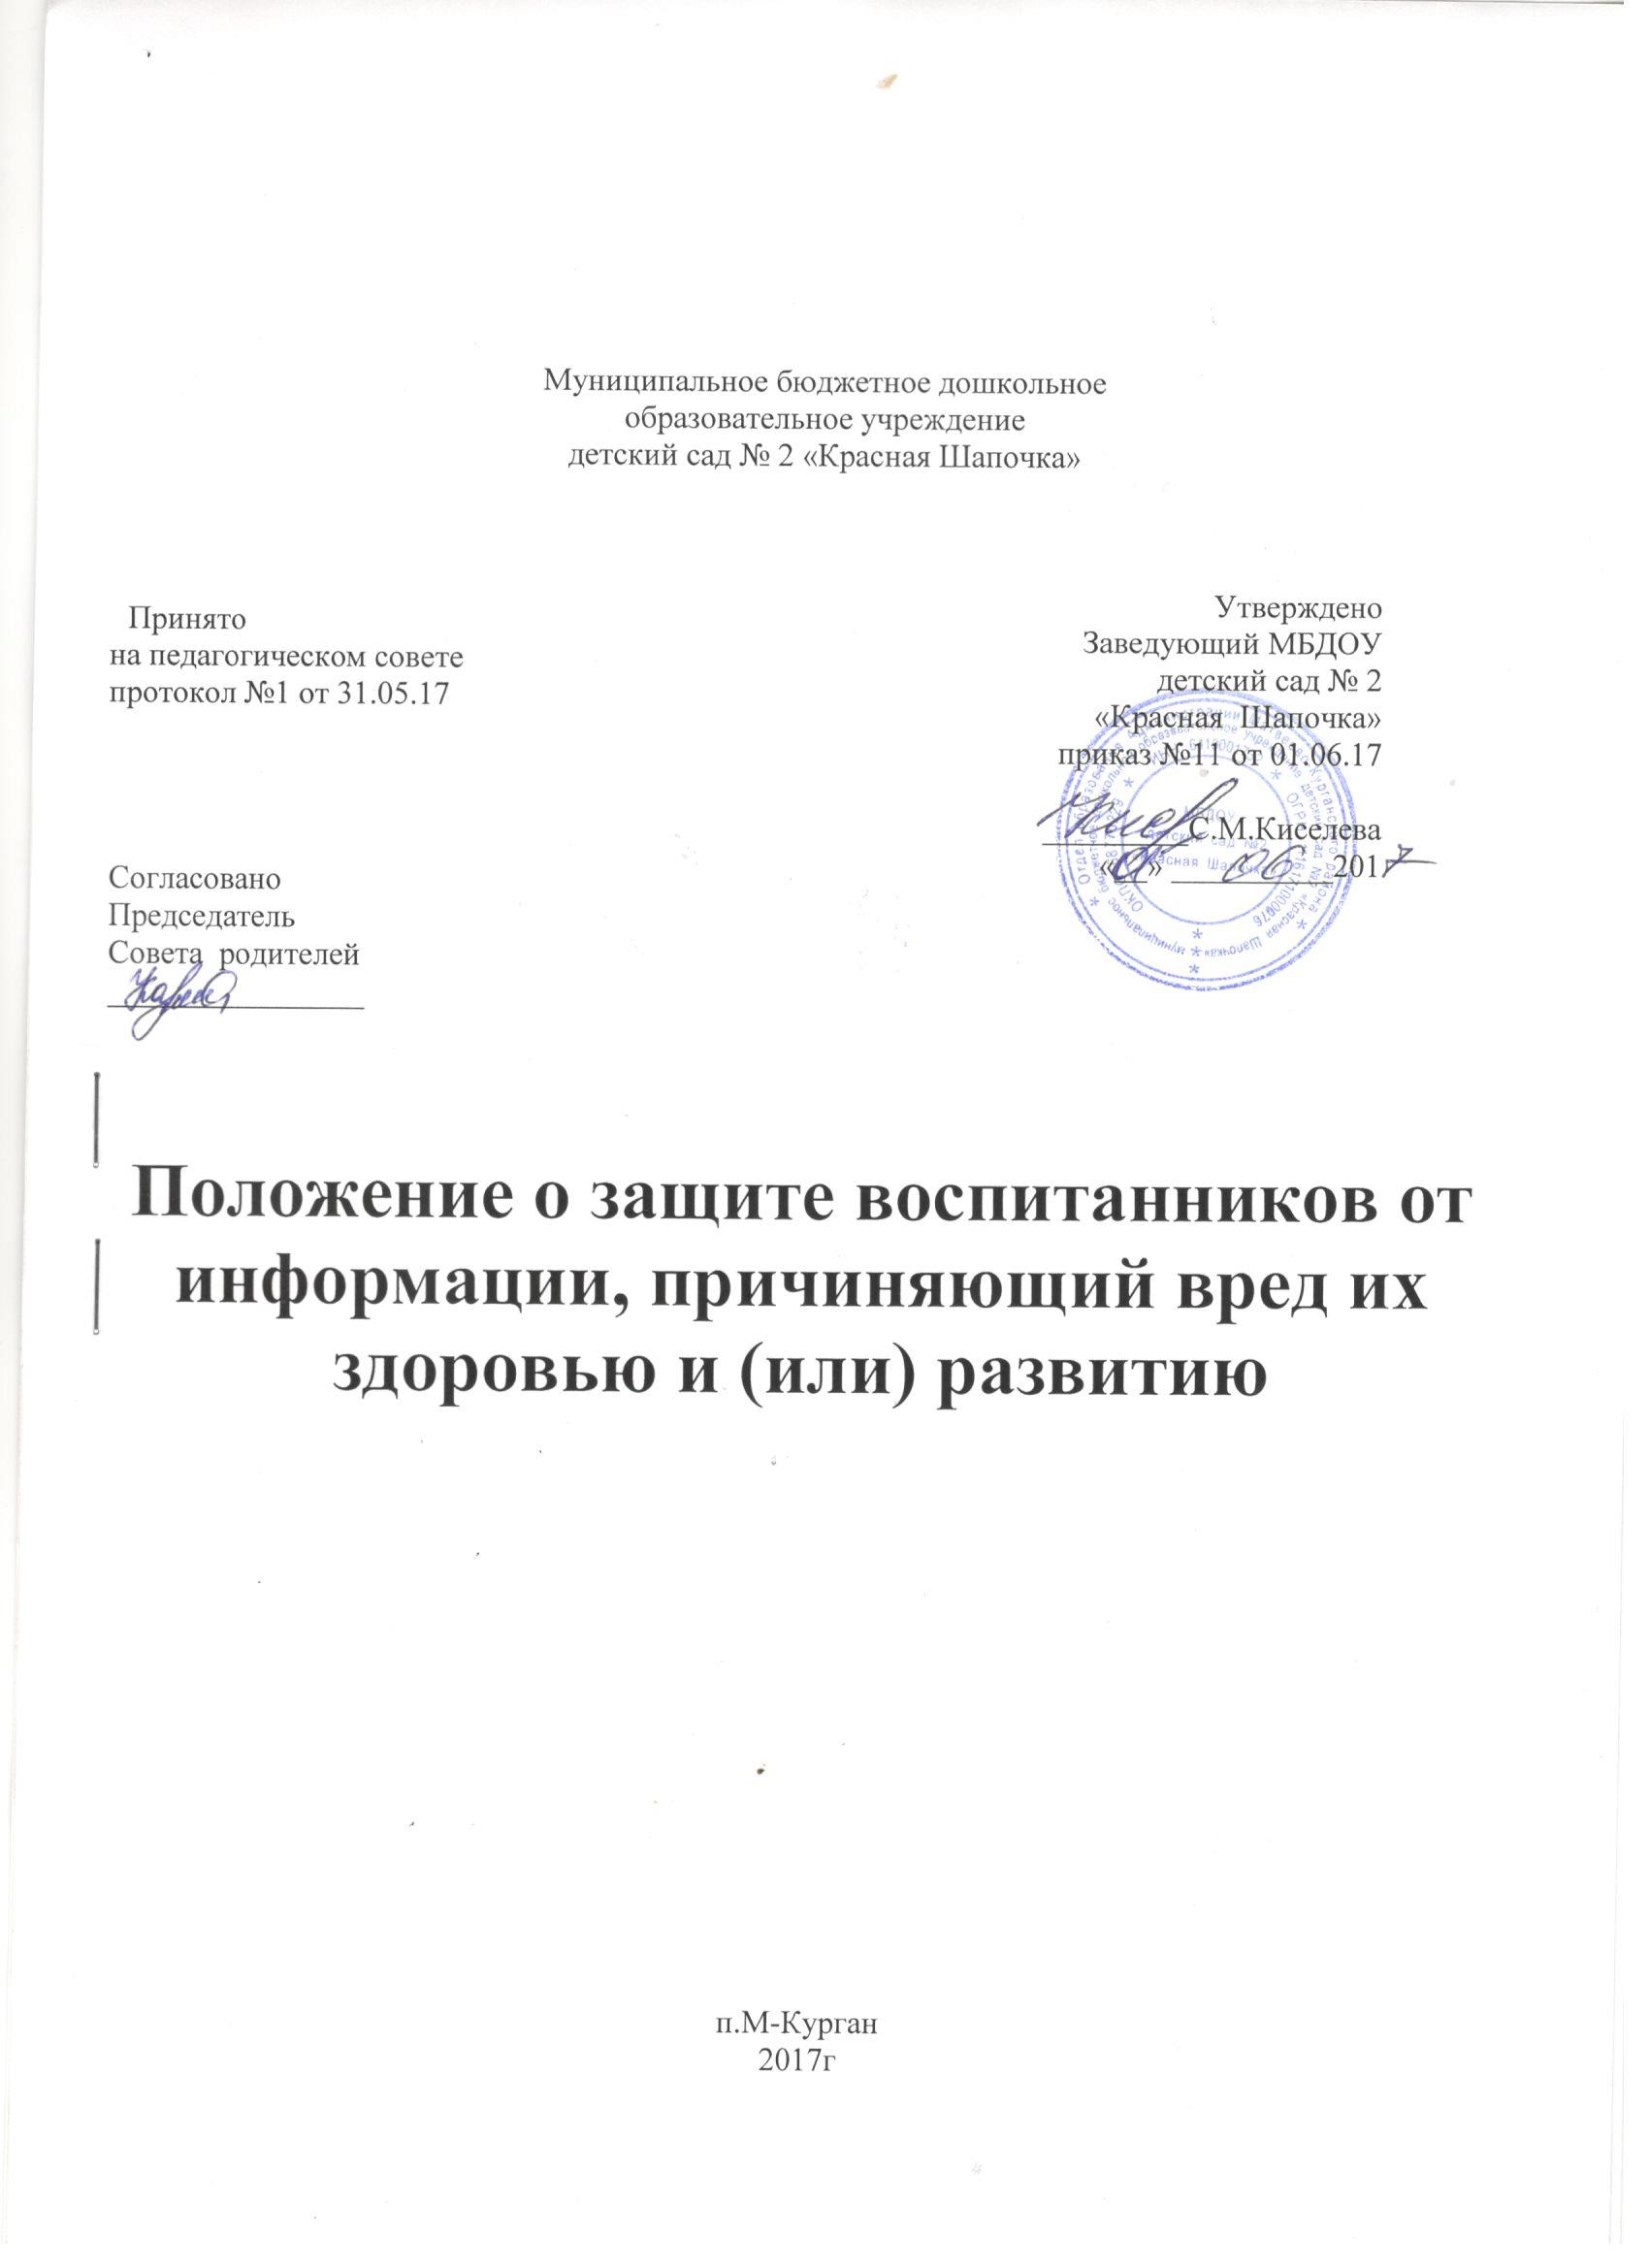 Муниципальное бюджетное дошкольное
образовательное учреждение
детский сад № 2 «Красная Шапочка»
Принято
на педагогическом совете
протокол №1 от 31.05.17
Утверждено
Заведующий МБДОУ
детский сад № 2
«Красная Шапочка»
приказ №11 от 01.06.17
С.М.Киселева
«01» 06 2017
Согласовано
Председатель
Совета родителей
Положение о защите воспитанников от
информации, причиняющий вред их
здоровью и (или) развитию
п.М-Курган
2017г